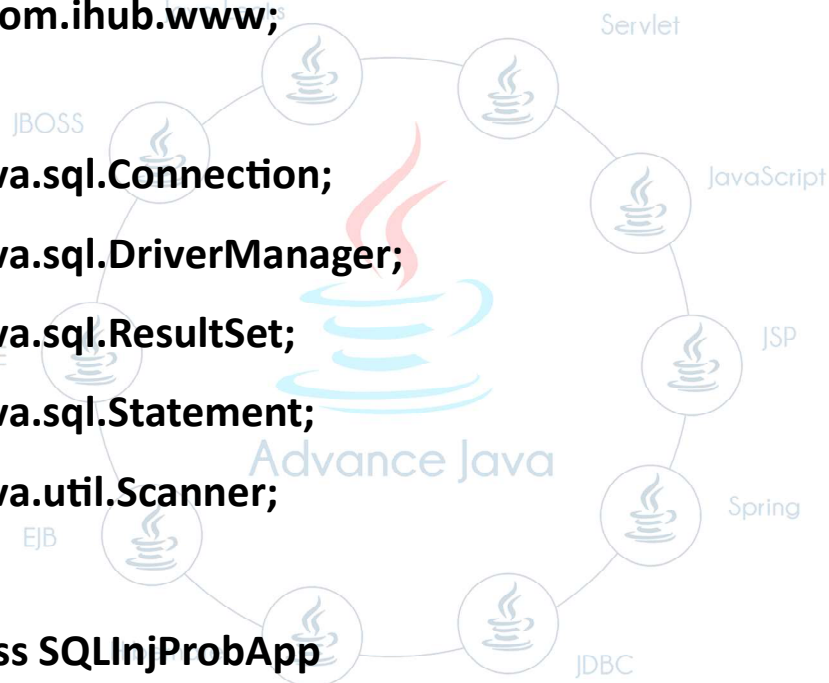 om.ihub.www;
Servlet
JBOSS
va.sql.Connection;
JavaScript
va.sql.DriverManager;
va.sql.ResultSet;
JSP
va.sql.Statement;
Advance Java
va.util.Scanner;
Spring
EJB
ss SQLInjProbApp
JDBC